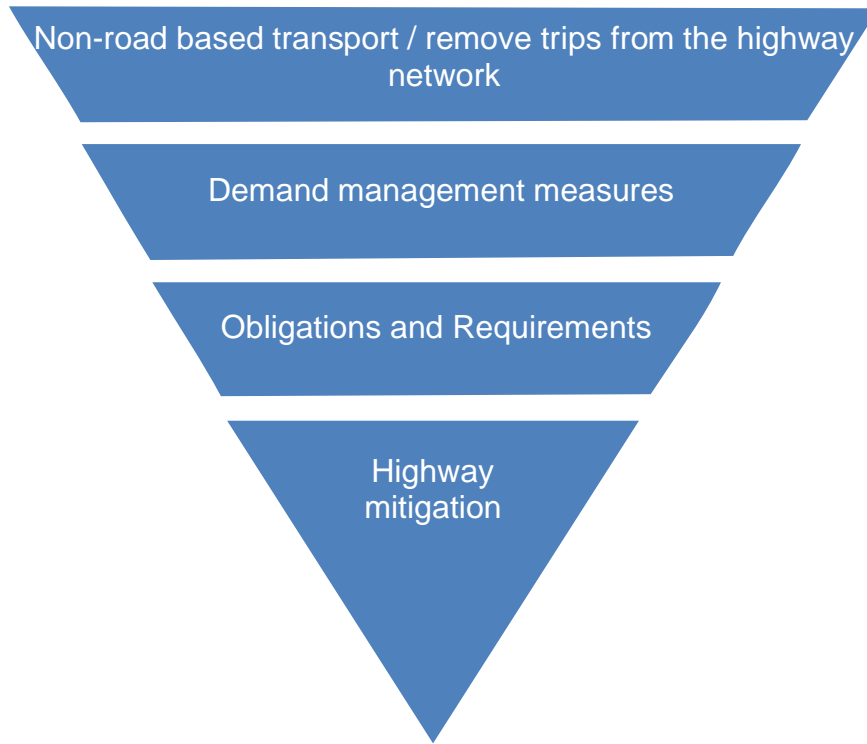 Non-road based transport / remove trips from the highway
network
Demand management measures
Obligations and Requirements
Highway
mitigation